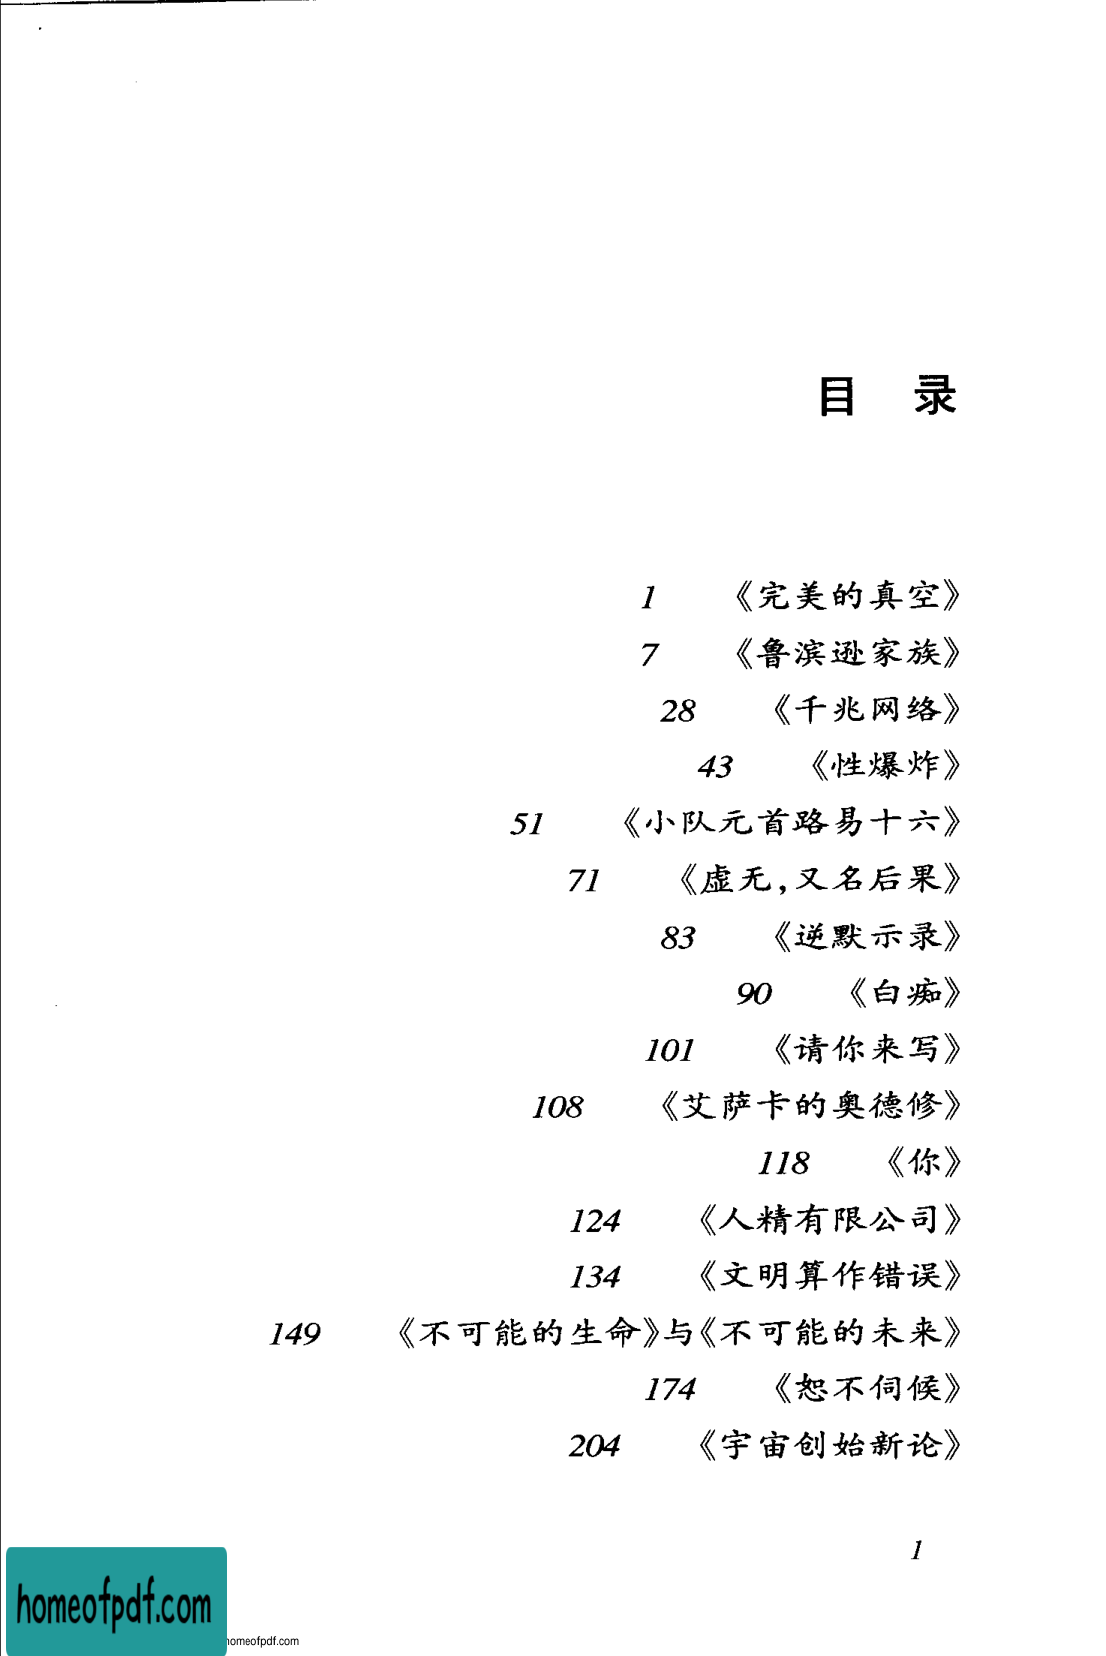 目 录
1 《完美的真空》
7 《鲁滨逊家族》
28 《千兆网络》
43 《性爆炸》
51 《小队元首路易十六》
71 《虚无,又名后果》
83 《逆默示录》
90 《白痴》
101 《请你来写》
108 《艾萨卡的奥德修》
118 《你》
124 《人精有限公司》
134 《文明算作错误》
149 《不可能的生命》与《不可能的未来》
174 《恕不伺候》
204 《宇宙创始新论》
1
homeofpdf.com
homeofpdf.com